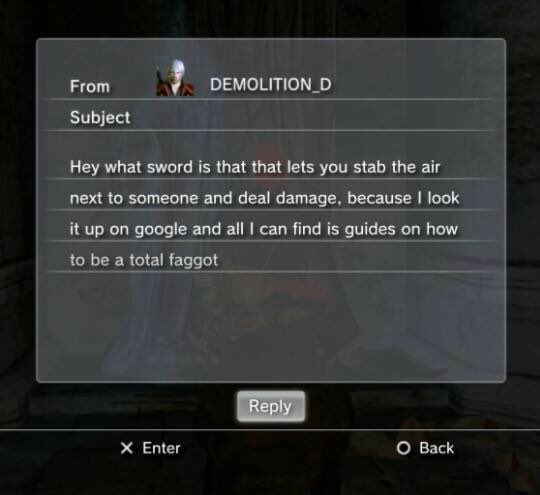 From DEMOLITION_D
Subject
Hey what sword is that that lets you stab the air
next to someone and deal damage, because I look
it up on google and all I can find is guides on how
to be a total faggot
Reply
X Enter O Back